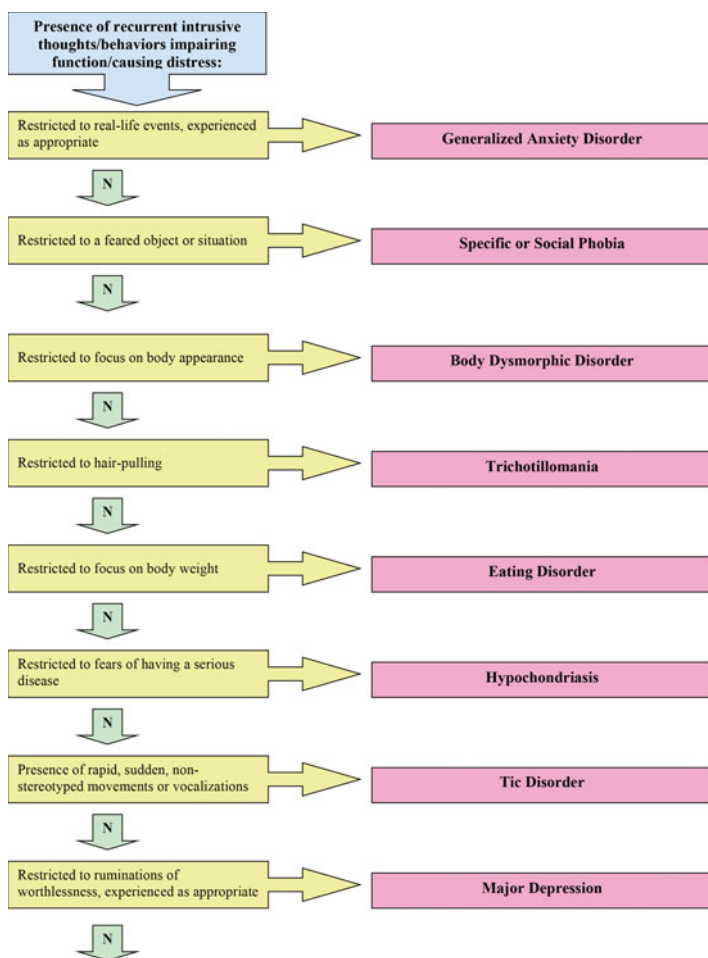 Presence of recurrent intrusive
thoughts/behaviors impairing
function/causing distress:
Restricted to real-life events, experienced
as appropriate
Generalized Anxiety Disorder
N
Restricted to a feared object or situation
Specific or Social Phobia
N
Restricted to focus on body appearance
Body Dysmorphic Disorder
N
Restricted to hair-pulling
Trichotillomania
N
Restricted to focus on body weight
Eating Disorder
N
Restricted to fears of having a serious
disease
Hypochondriasis
N
Presence of rapid, sudden, non-
stereotyped movements or vocalizations
Tic Disorder
N
Restricted to ruminations of
worthlessness, experienced as appropriate
Major Depression
N